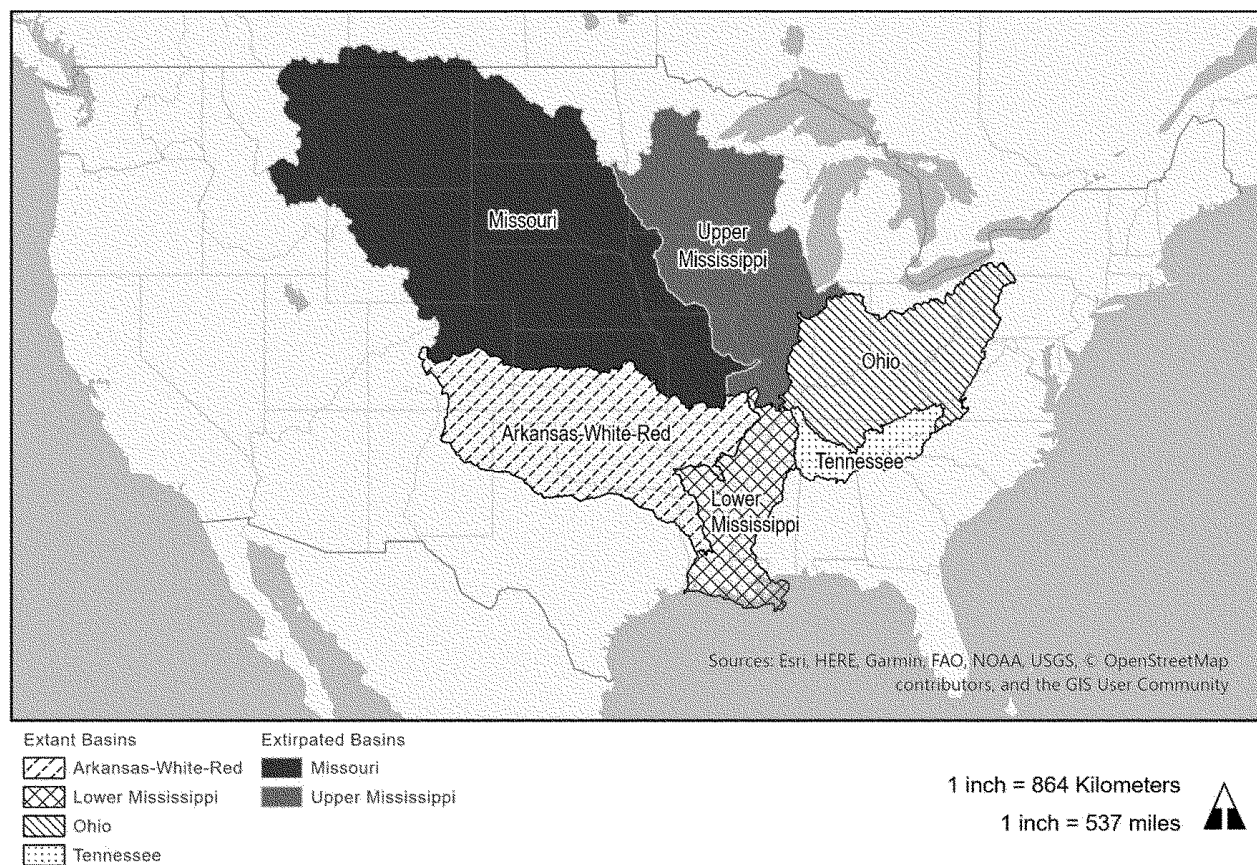 Missouri
Upper
Mississippi
Ohio
Arkansas-White-Red
Tennessee
Lower
Mississippi
Sources: Esri, HERE, Garmin, FAO, NOAA, USGS, © OpenStreetMap
contributors, and the GIS User Community
Extant Basins
Arkansas-White-Red
Lower Mississippi
Ohio
Tennessee
Extirpated Basins
Missouri
Upper Mississippi
1 inch = 864 Kilometers
1 inch = 537 miles